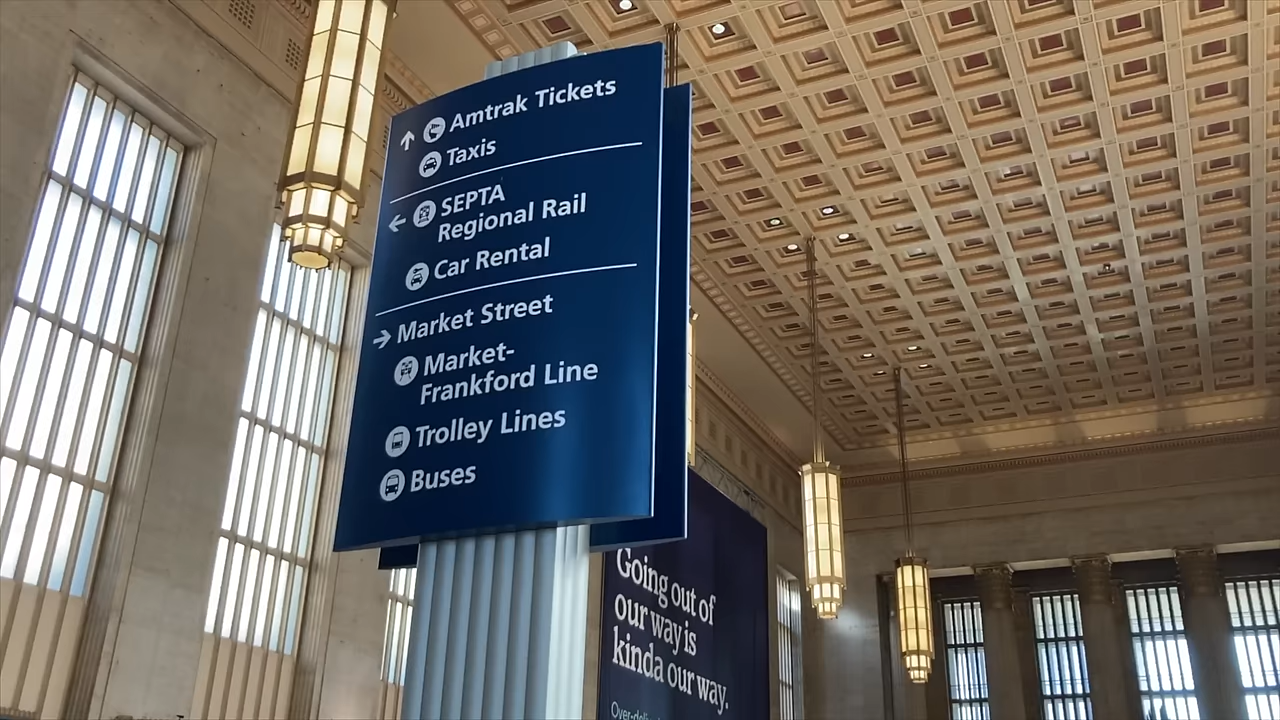 Amtrak Tickets
Taxis
SEPTA
Regional Rail
Car Rental
Market Street
Market-
Frankford Line
Trolley Lines
Buses
Going out of
our way is
kinda our way.